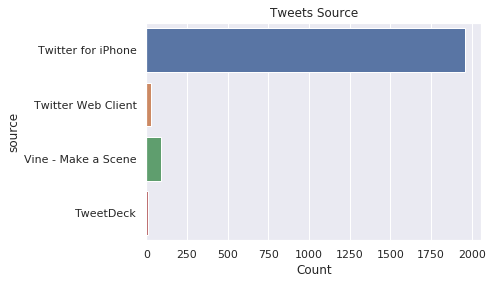 Tweets Source
Twitter for iPhone
Twitter Web Client
Vine - Make a Scene
TweetDeck
source
0 250 500 750 1000 1250 1500 1750 2000
Count